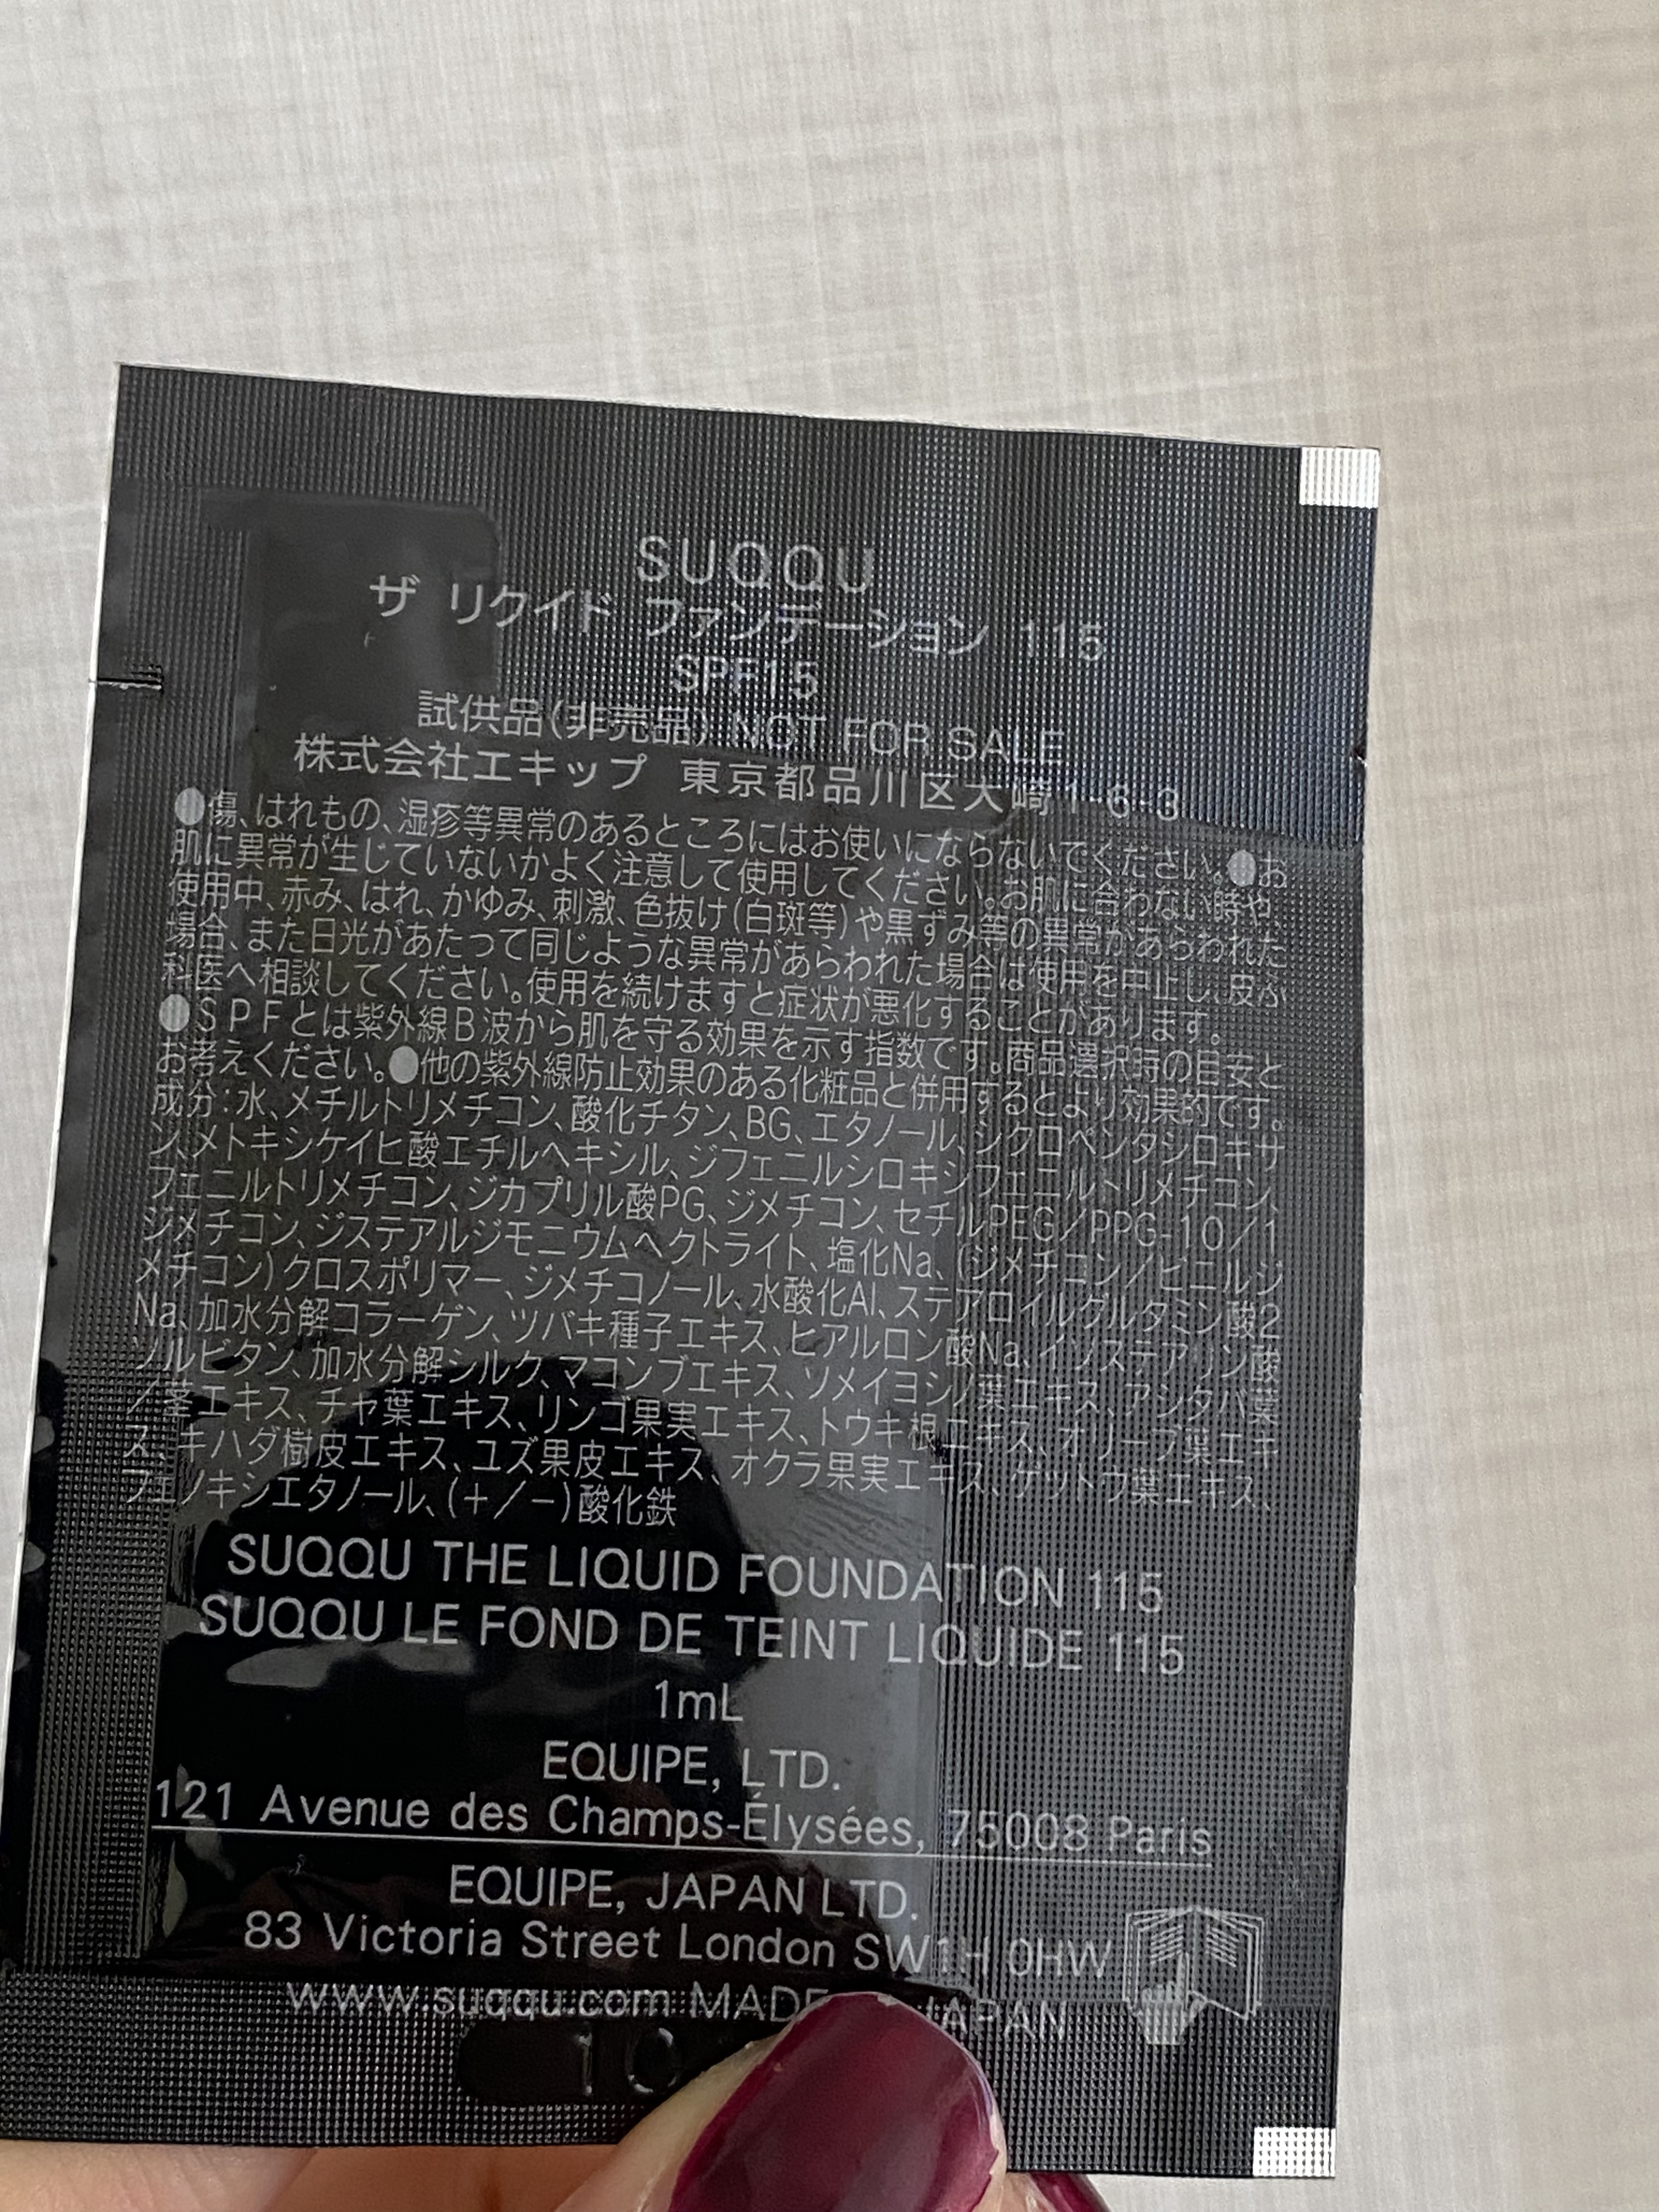 SUQQU
ザ リクイド ファンデーション 115
SPF15
試供品(非売品) NOT FOR SALE
株式会社エキップ 東京都品川区大崎1-6-3
●傷、はれもの、湿疹等異常のあるところにはお使いにならないでください。●お
肌に異常が生じていないかよく注意して使用してください。お肌に合わない時や、
使用中、赤み、はれ、かゆみ、刺激、色抜け(白斑等)や黒ずみ等の異常があらわれた
場合、また日光があたって同じような異常があらわれた場合は使用を中止し、皮ふ
科医へ相談してください。使用を続けますと症状が悪化することがあります。
●SPFとは紫外線B波から肌を守る効果を示す指数です。商品選択時の目安と
お考えください。●他の紫外線防止効果のある化粧品と併用するとより効果的です。
成分:水、メチルトリメチコン、酸化チタン、BG、エタノール、シクロペンタシロキサ
ン、メトキシケイヒ酸エチルヘキシル、ジフェニルシロキシフェニルトリメチコン、
フェニルトリメチコン、ジカプリル酸PG、ジメチコン、セチルPEG/PPG-10/1
ジメチコン、ジステアルジモニウムヘクトライト、塩化Na、(ジメチコン/ビニルジ
メチコン)クロスポリマー、ジメチコノール、水酸化Al、ステアロイルグルタミン酸2
Na、加水分解コラーゲン、ツバキ種子エキス、ヒアルロン酸Na、イソステアリン酸
ソルビタン、加水分解シルク、マコンブエキス、ソメイヨシノ葉エキス、アシタバ葉
/茎エキス、チャ葉エキス、リンゴ果実エキス、トウキ根エキス、オリーブ葉エキ
ス、キハダ樹皮エキス、ユズ果皮エキス、オクラ果実エキス、ゲットウ葉エキス、
フェノキシエタノール、(+/-)酸化鉄
SUQQU THE LIQUID FOUNDATION 115
SUQQU LE FOND DE TEINT LIQUIDE 115
1mL
EQUIPE, LTD.
121 Avenue des Champs-Élysées, 75008 Paris
EQUIPE, JAPAN LTD.
83 Victoria Street London SW1H 0HW
www.suqqu.com MADE JAPAN
10